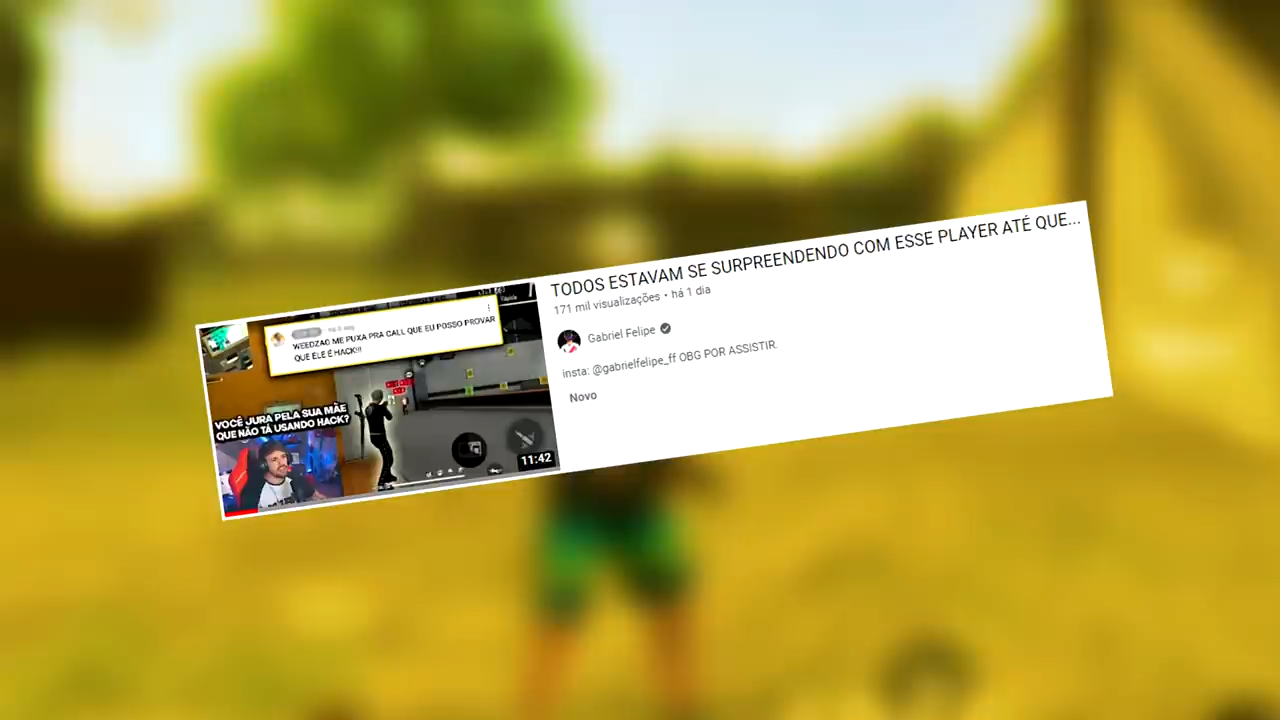 TODOS ESTAVAM SE SURPREENDENDO COM ESSE PLAYER ATÉ QUE...
171 mil visualizações • há 1 dia
Gabriel Felipe
insta: @gabrielfelipe_ff OBG POR ASSISTIR.
Novo
WEEDZAO ME PUXA PRA CALL QUE EU POSSO PROVAR
QUE ELE É HACK!!!
VOCÊ JURA PELA SUA MÃE
QUE NÃO TÁ USANDO HACK?
11:42